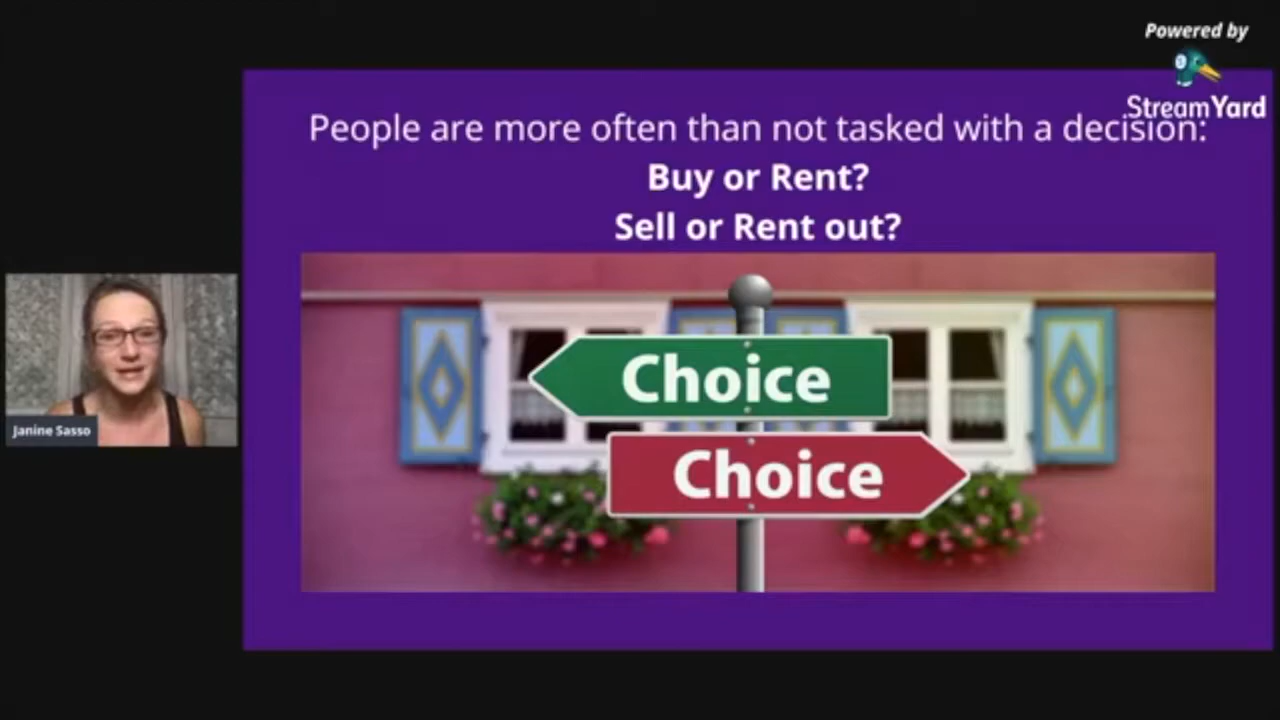 Powered by
StreamYard
People are more often than not tasked with a decision:
Buy or Rent?
Sell or Rent out?
Choice
Choice
Janine Sasso